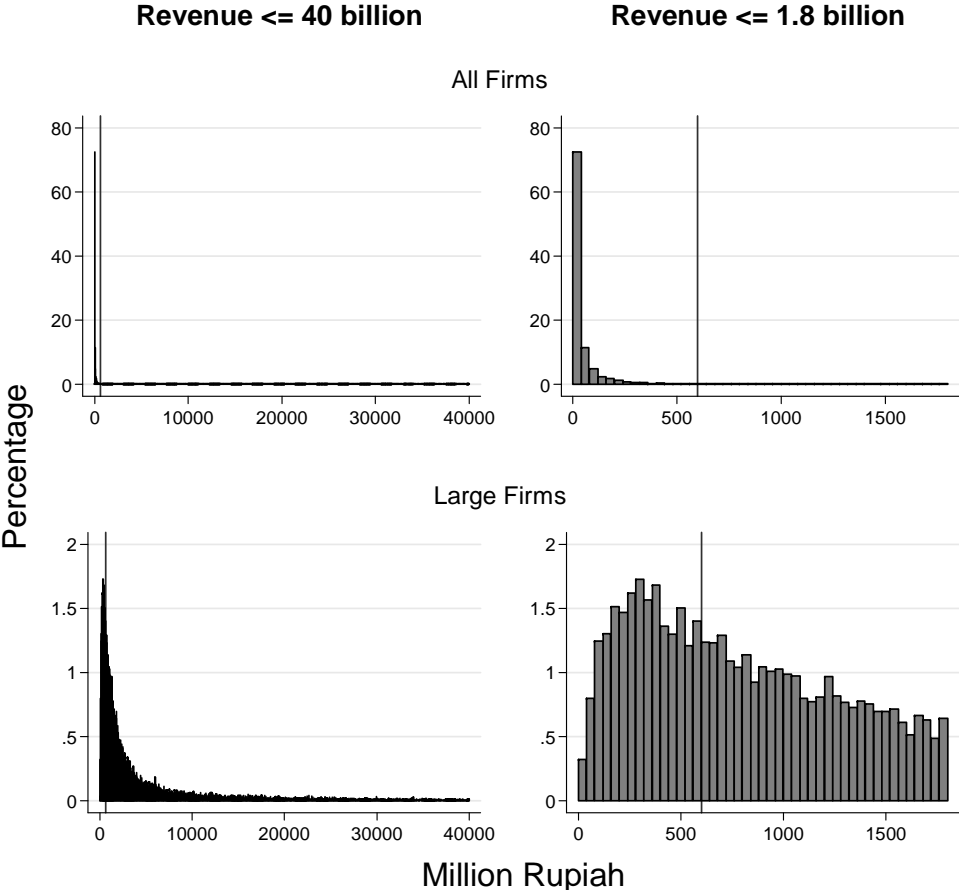 Revenue <= 40 billion
Revenue <= 1.8 billion
All Firms
80
60
40
20
0
0 10000 20000 30000 40000
80
60
40
20
0
0 500 1000 1500
Percentage
Large Firms
2
1.5
1
.5
0
0 10000 20000 30000 40000
2
1.5
1
.5
0
0 500 1000 1500
Million Rupiah